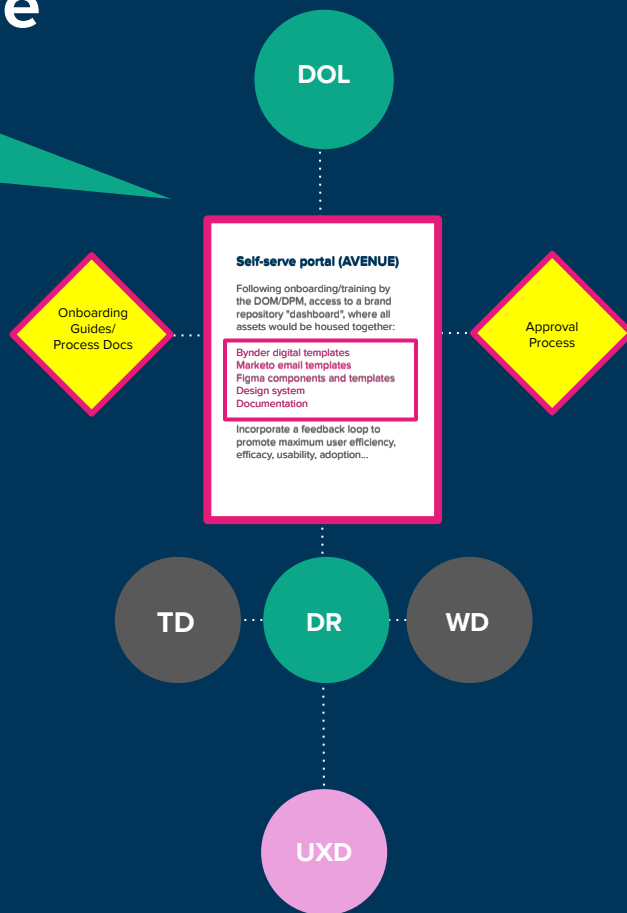 e
DOL
Self-serve portal (AVENUE)
Following onboarding/training by
the DOM/DPM, access to a brand
repository "dashboard", where all
assets would be housed together:
Bynder digital templates
Marketo email templates
Figma components and templates
Design system
Documentation
Incorporate a feedback loop to
promote maximum user efficiency,
efficacy, usability, adoption...
Onboarding
Guides/
Process Docs
Approval
Process
TD
DR
WD
UXD